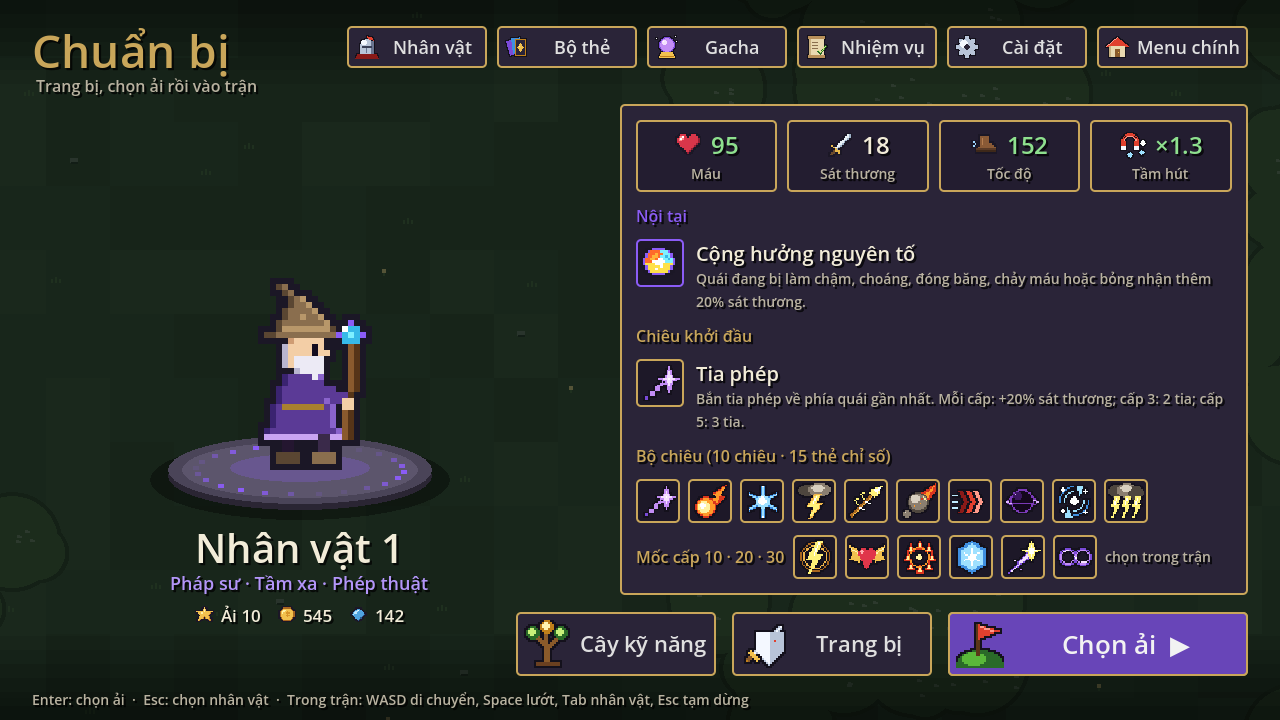 Chuẩn bị
Trang bị, chọn ải rồi vào trận
Nhân vật
Bộ thẻ
Gacha
Nhiệm vụ
Cài đặt
Menu chính
95
Máu
18
Sát thương
152
Tốc độ
×1.3
Tầm hút
Nội tại
Cộng hưởng nguyên tố
Quái đang bị làm chậm, choáng, đóng băng, chảy máu hoặc bỏng nhận thêm
20% sát thương.
Chiêu khởi đầu
Tia phép
Bắn tia phép về phía quái gần nhất. Mỗi cấp: +20% sát thương; cấp 3: 2 tia; cấp
5: 3 tia.
Bộ chiêu (10 chiêu · 15 thẻ chỉ số)
Mốc cấp 10 · 20 · 30
chọn trong trận
Nhân vật 1
Pháp sư · Tầm xa · Phép thuật
Ải 10 545 142
Cây kỹ năng
Trang bị
Chọn ải ▶
Enter: chọn ải · Esc: chọn nhân vật · Trong trận: WASD di chuyển, Space lướt, Tab nhân vật, Esc tạm dừng